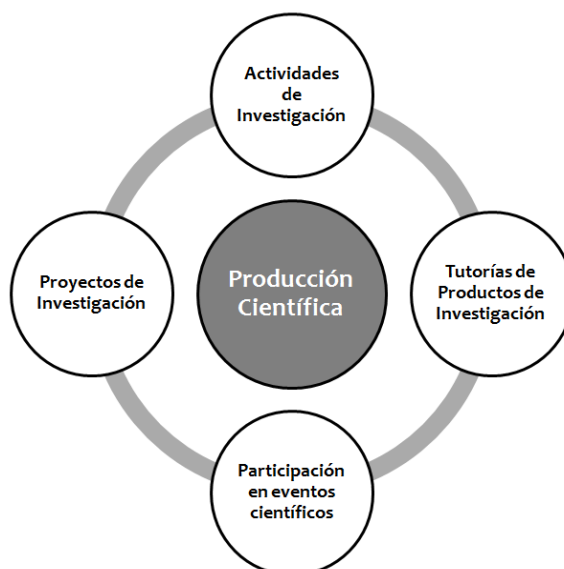 Actividades
de
Investigación
Proyectos de
Investigación
Producción
Científica
Tutorías de
Productos de
Investigación
Participación
en eventos
científicos